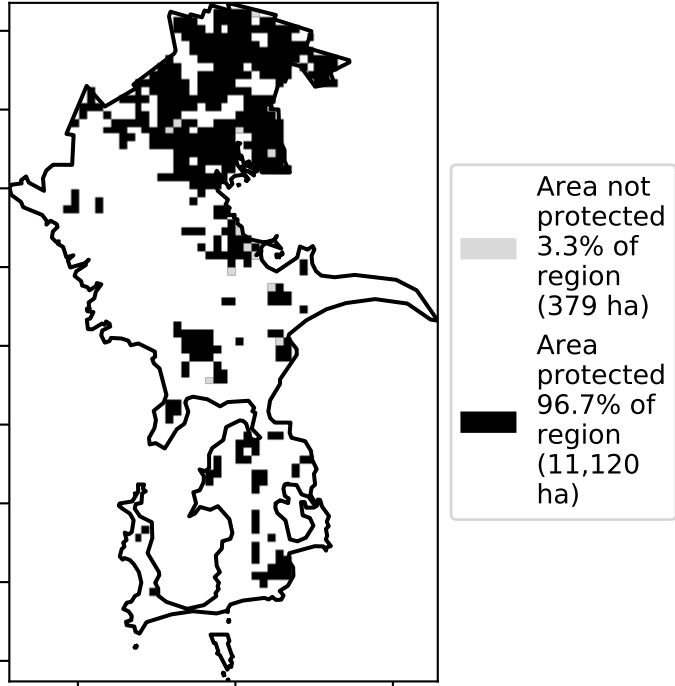 Area not
protected
3.3% of
region
(379 ha)
Area
protected
96.7% of
region
(11,120
ha)